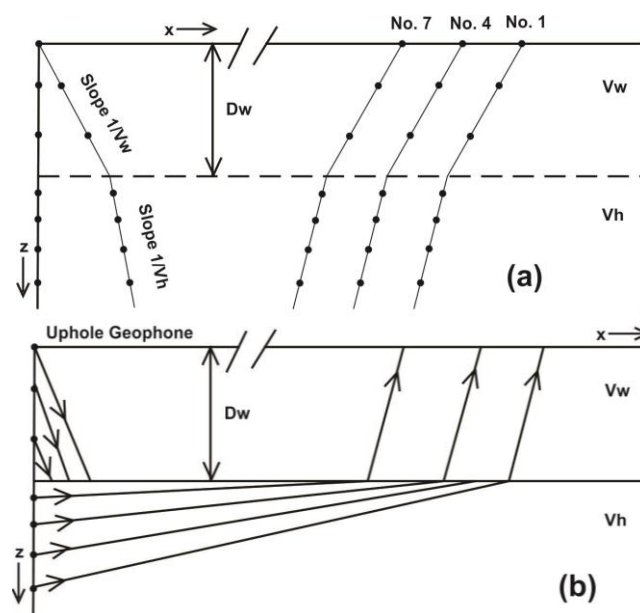 x No. 7 No. 4 No. 1
Vw
Slope 1/Vw
Dw
Slope 1/Vh
Vh
z
(a)
Uphole Geophone
x
Vw
Dw
Vh
z
(b)